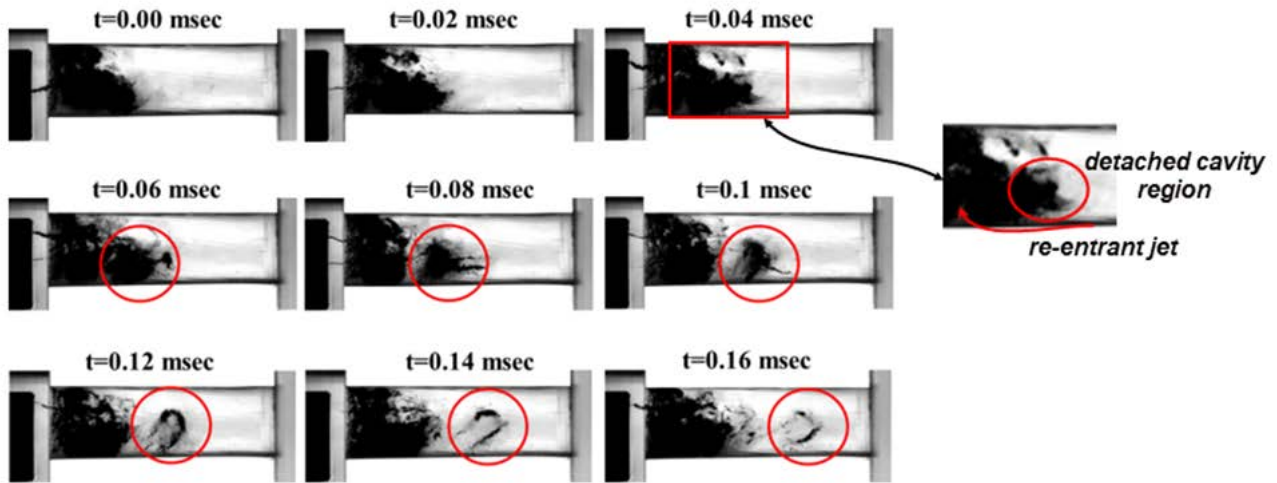 t=0.00 msec
t=0.02 msec
t=0.04 msec
detached cavity
region
re-entrant jet
t=0.06 msec
t=0.08 msec
t=0.1 msec
t=0.12 msec
t=0.14 msec
t=0.16 msec